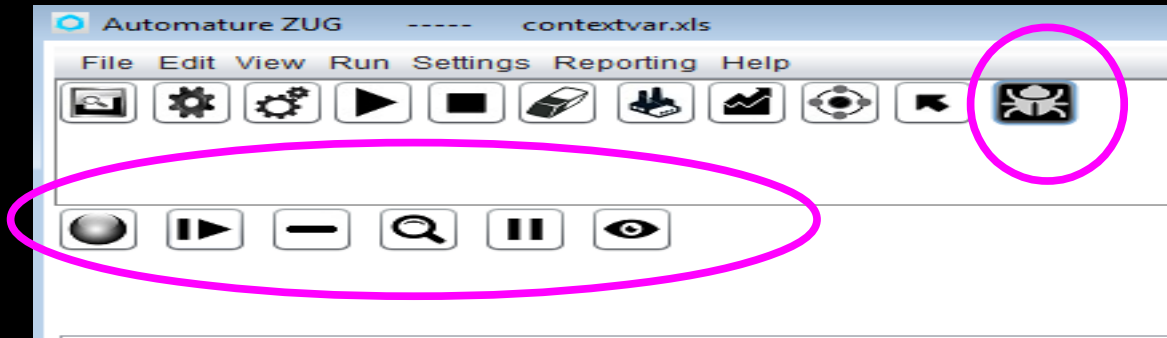 Automature ZUG ----- contextvar.xls
File Edit View Run Settings Reporting Help